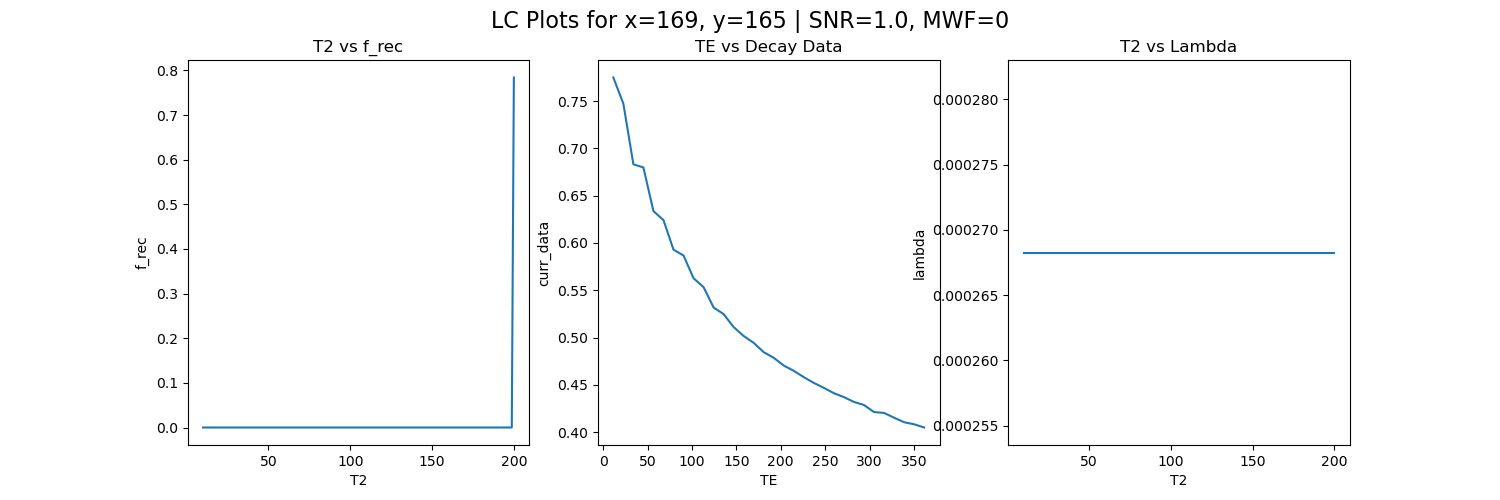 LC Plots for x=169, y=165 | SNR=1.0, MWF=0
T2 vs f_rec
0.8
0.7
0.6
0.5
0.4
0.3
0.2
0.1
0.0
f_rec
50 100 150 200
T2
TE vs Decay Data
0.75
0.70
0.65
0.60
0.55
0.50
0.45
0.40
curr_data
0 50 100 150 200 250 300 350
TE
T2 vs Lambda
0.000280
0.000275
0.000270
0.000265
0.000260
0.000255
lambda
50 100 150 200
T2